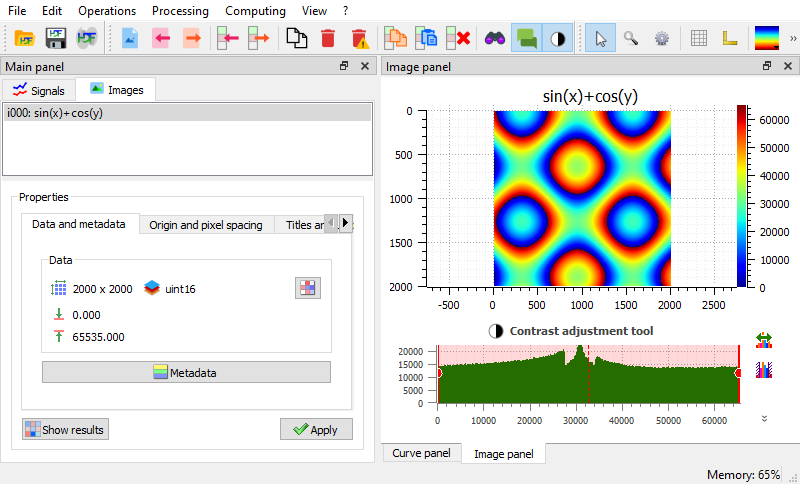 File Edit Operations Processing Computing View ?
»
Main panel
Signals Images
i000: sin(x)+cos(y)
Properties
Data and metadata Origin and pixel spacing Titles an
Data
2000 x 2000 uint16
0.000
65535.000
Metadata
Show results Apply
Image panel
sin(x)+cos(y)
0
500
1000
1500
2000
-500 0 500 1000 1500 2000 2500
60000
50000
40000
30000
20000
10000
0
Contrast adjustment tool
20000
15000
10000
5000
0
0 10000 20000 30000 40000 50000 60000
Curve panel Image panel
Memory: 65%